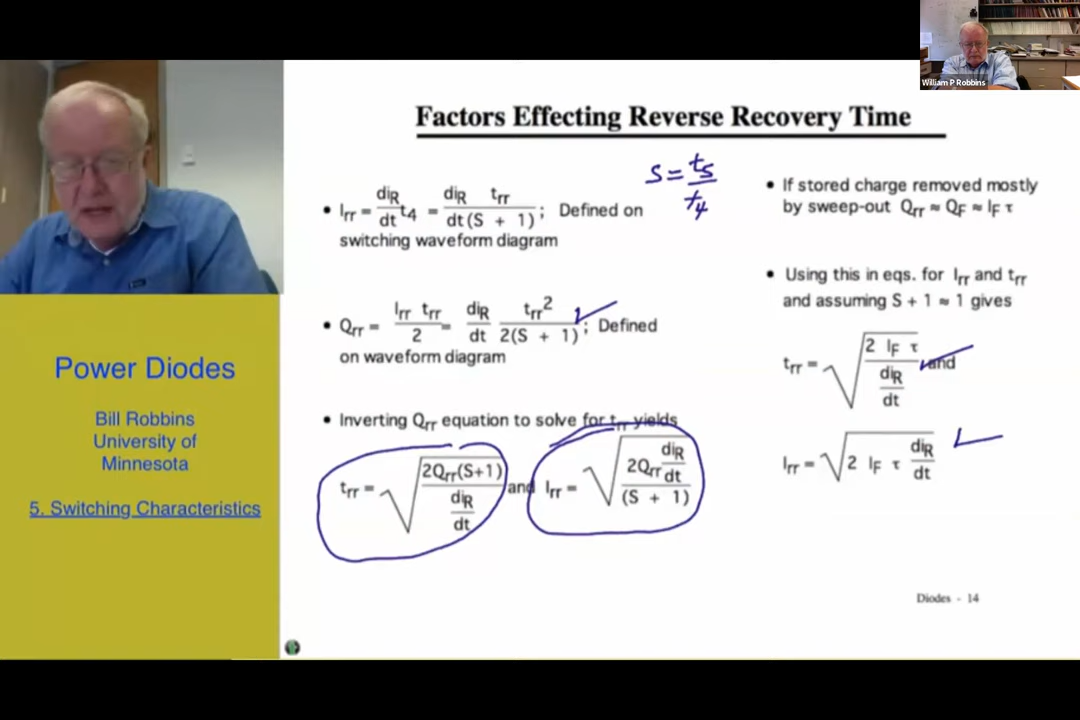 William P Robbins
Factors Effecting Reverse Recovery Time
S = t5/t4
• Irr = diR/dt t4 = diR/dt trr/(S + 1) ; Defined on
switching waveform diagram
• Qrr = Irr trr/2 = diR/dt trr²/2(S + 1) ; Defined
on waveform diagram
• Inverting Qrr equation to solve for trr yields
trr = √(2Qrr(S+1)/(diR/dt)) and Irr = √(2Qrr diR/dt/(S + 1))
• If stored charge removed mostly
by sweep-out Qrr ≈ QF ≈ IF τ
• Using this in eqs. for Irr and trr
and assuming S + 1 ≈ 1 gives
trr = √(2 IF τ/(diR/dt)) and
Irr = √(2 IF τ diR/dt)
Diodes - 14
Power Diodes
Bill Robbins
University of
Minnesota
5. Switching Characteristics